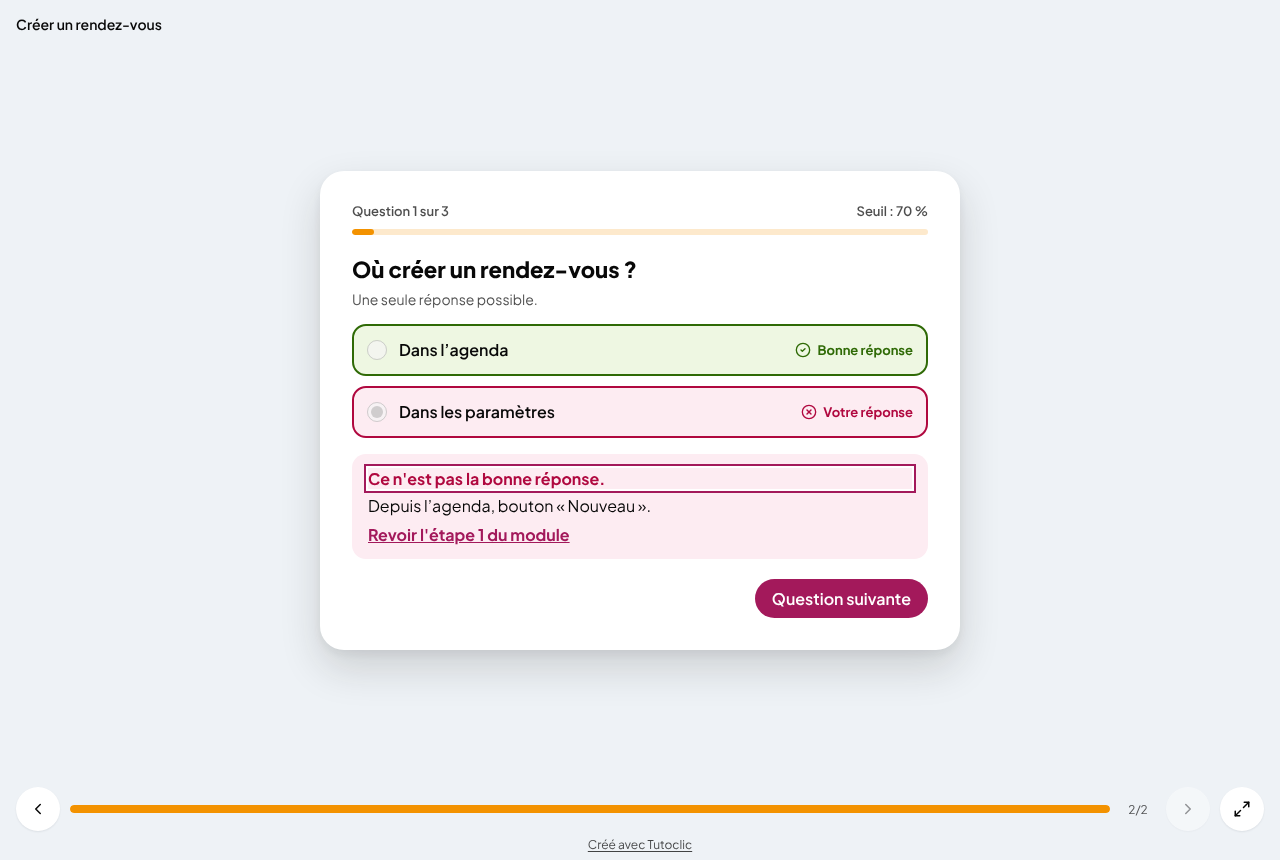 Créer un rendez-vous
Question 1 sur 3
Seuil : 70 %
Où créer un rendez-vous ?
Une seule réponse possible.
Dans l’agenda
Bonne réponse
Dans les paramètres
Votre réponse
Ce n'est pas la bonne réponse.
Depuis l’agenda, bouton « Nouveau ».
Revoir l'étape 1 du module
Question suivante
2/2
Créé avec Tutoclic